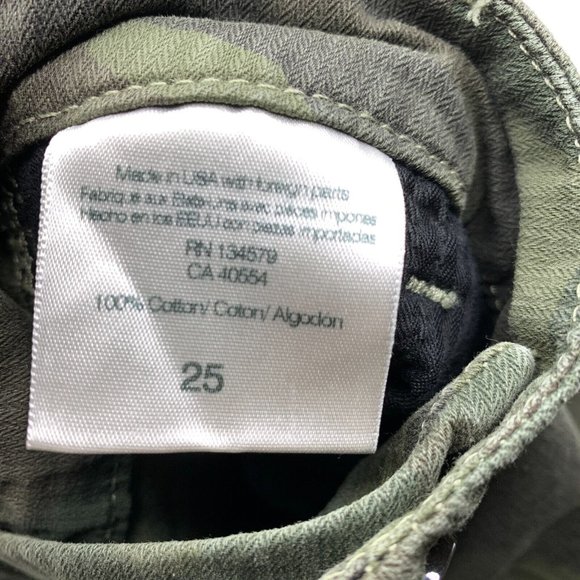 Made in USA with foreign parts
Fabriqué aux États-Unis avec pièces importées
Hecho en los EEUU con piezas importadas
RN 134579
CA 40554
100% Cotton/ Coton/ Algodón
25